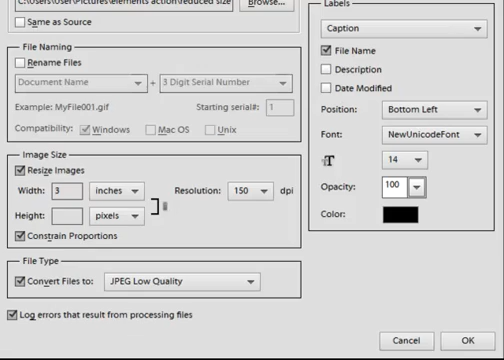 C:\Users\User\Pictures\elements action\reduced size
Browse...
Same as Source
File Naming
Rename Files
Document Name + 3 Digit Serial Number
Example: MyFile001.gif Starting serial#: 1
Compatibility: Windows Mac OS Unix
Image Size
Resize Images
Width: 3 inches Resolution: 150 dpi
Height: pixels
Constrain Proportions
File Type
Convert Files to: JPEG Low Quality
Log errors that result from processing files
Labels
Caption
File Name
Description
Date Modified
Position: Bottom Left
Font: NewUnicodeFont
T 14
Opacity: 100
Color:
Cancel OK